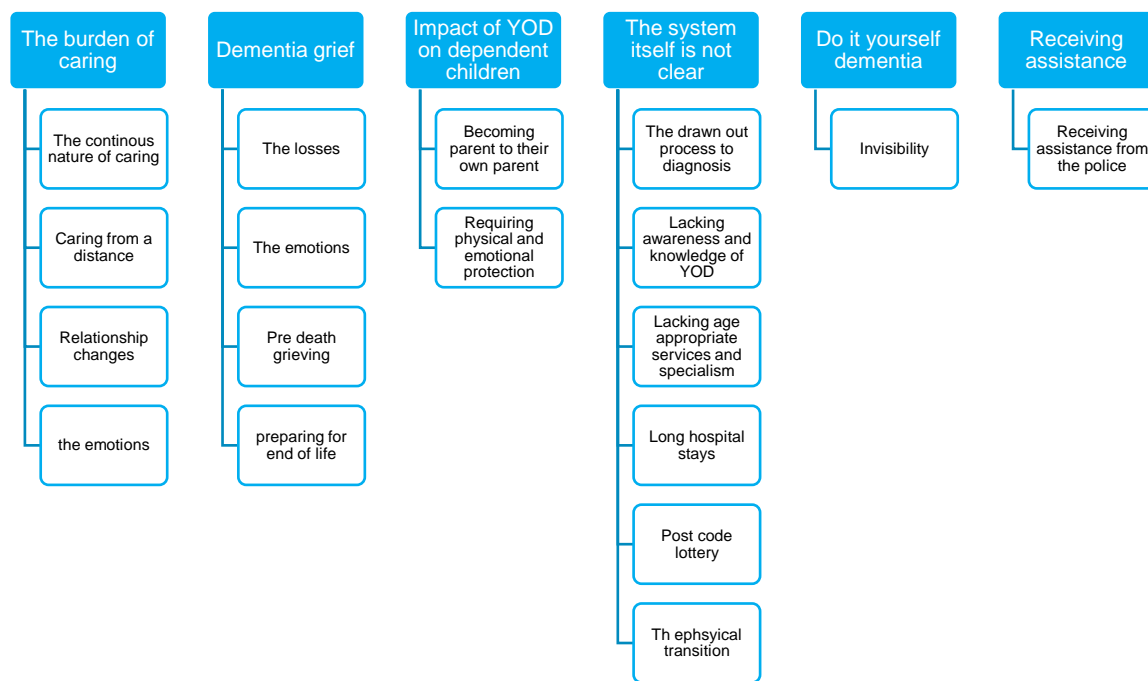 The burden of
caring
The continous
nature of caring
Caring from a
distance
Relationship
changes
the emotions
Dementia grief
The losses
The emotions
Pre death
grieving
preparing for
end of life
Impact of YOD
on dependent
children
Becoming
parent to their
own parent
Requiring
physical and
emotional
protection
The system
itself is not
clear
The drawn out
process to
diagnosis
Lacking
awareness and
knowledge of
YOD
Lacking age
appropriate
services and
specialism
Long hospital
stays
Post code
lottery
Th ephsyical
transition
Do it yourself
dementia
Invisibility
Receiving
assistance
Receiving
assistance from
the police